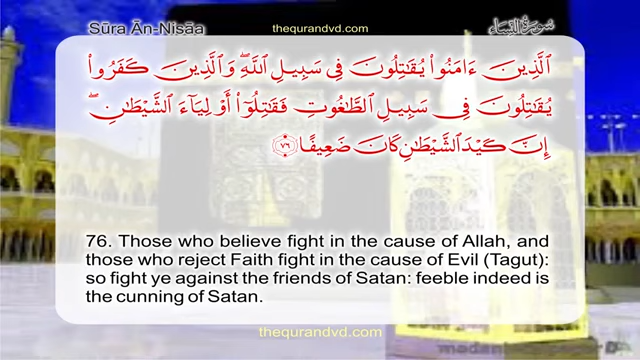 Sūra Ān-Nisāa
thequrandvd.com
سُورَةُ النِّسَاءِ
ٱلَّذِينَ ءَامَنُوا۟ يُقَٰتِلُونَ فِى سَبِيلِ ٱللَّهِ ۖ وَٱلَّذِينَ كَفَرُوا۟
يُقَٰتِلُونَ فِى سَبِيلِ ٱلطَّٰغُوتِ فَقَٰتِلُوٓا۟ أَوْلِيَآءَ ٱلشَّيْطَٰنِ ۖ
إِنَّ كَيْدَ ٱلشَّيْطَٰنِ كَانَ ضَعِيفًا ٧٦
76. Those who believe fight in the cause of Allah, and
those who reject Faith fight in the cause of Evil (Tagut):
so fight ye against the friends of Satan: feeble indeed is
the cunning of Satan.
thequrandvd.com